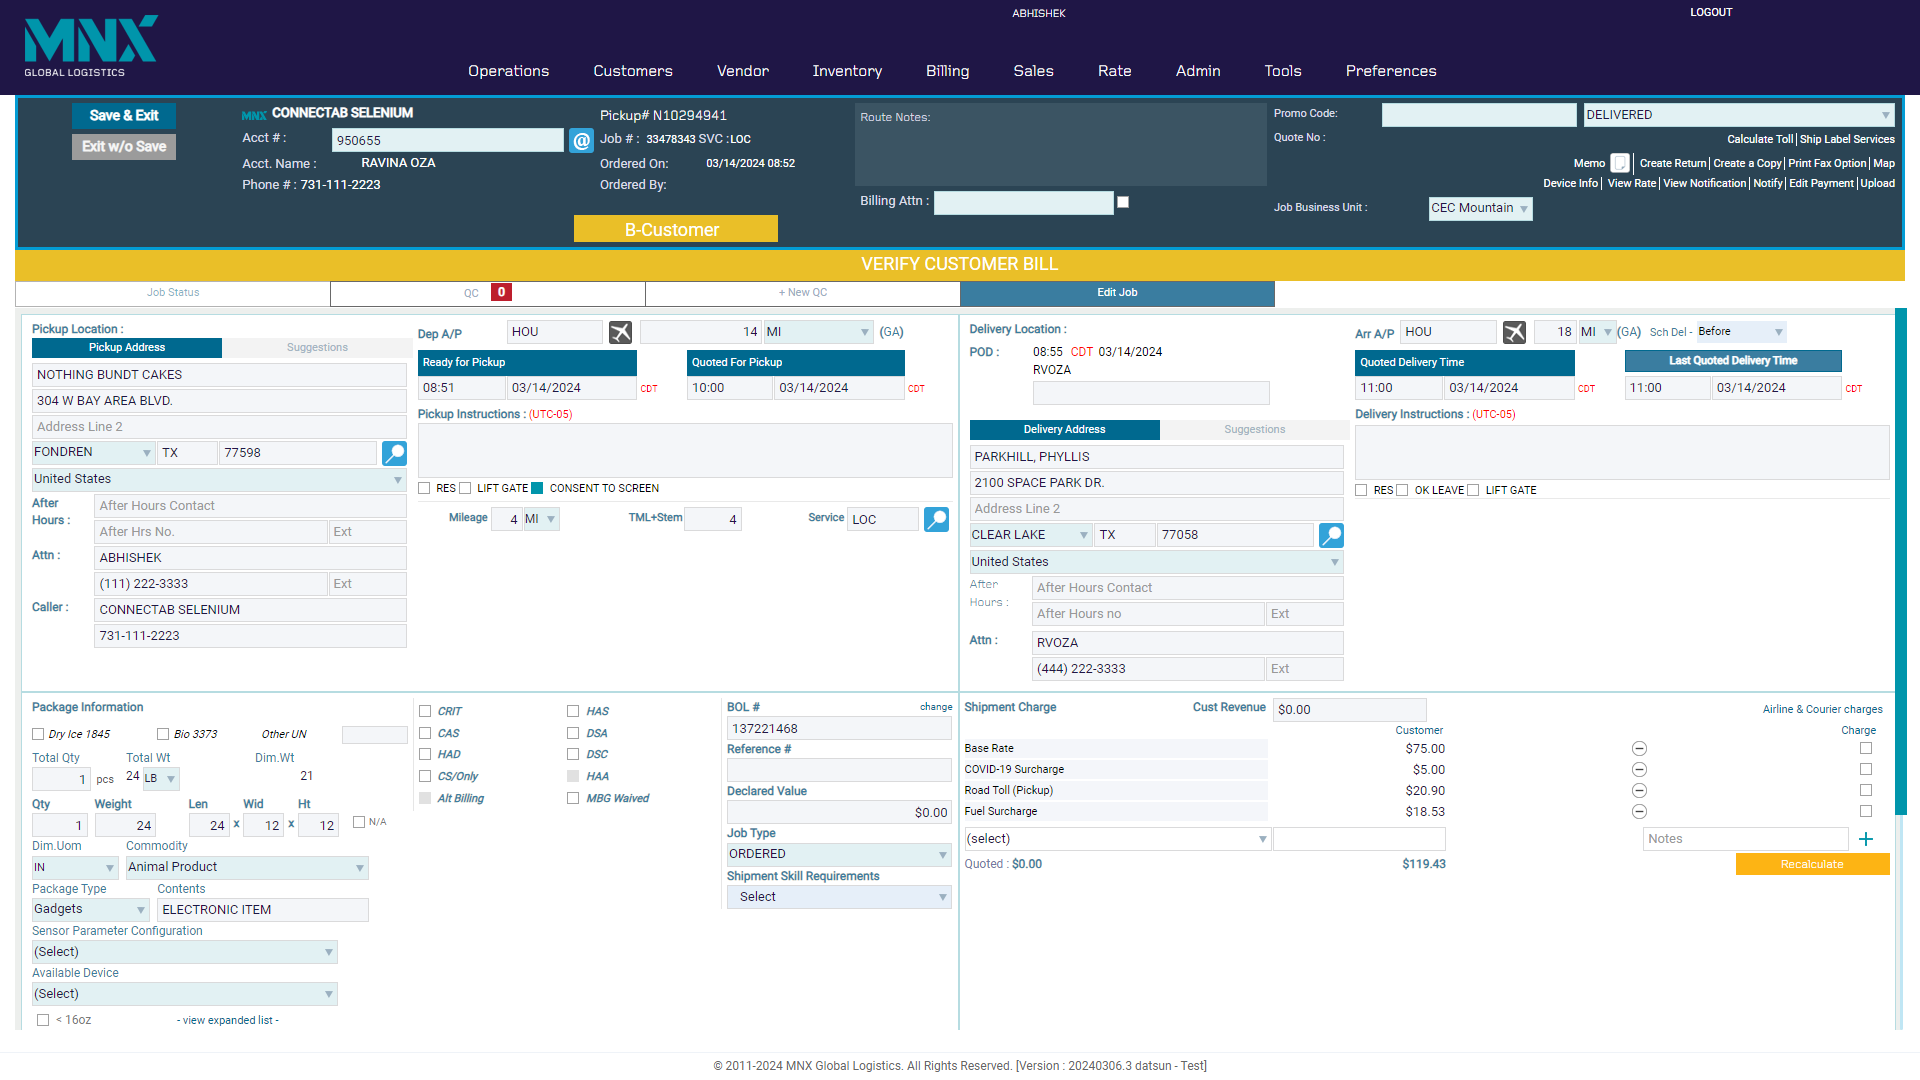 ABHISHEK
LOGOUT
MNX
GLOBAL LOGISTICS
Operations Customers Vendor Inventory Billing Sales Rate Admin Tools Preferences
Save & Exit
Exit w/o Save
MNX CONNECTAB SELENIUM
Acct # : 950655 @
Acct. Name : RAVINA OZA
Phone # : 731-111-2223
Pickup# N10294941
Job # : 33478343 SVC :LOC
Ordered On: 03/14/2024 08:52
Ordered By:
B-Customer
Route Notes:
Billing Attn :
Promo Code:
DELIVERED
Quote No :
Calculate Toll| Ship Label Services
Memo | Create Return| Create a Copy| Print Fax Option| Map
Device Info| View Rate| View Notification| Notify| Edit Payment| Upload
Job Business Unit : CEC Mountain
VERIFY CUSTOMER BILL
Job Status
QC 0
+ New QC
Edit Job
Pickup Location :
Pickup Address Suggestions
NOTHING BUNDT CAKES
304 W BAY AREA BLVD.
Address Line 2
FONDREN TX 77598
United States
After Hours : After Hours Contact
After Hrs No. Ext
Attn : ABHISHEK
(111) 222-3333 Ext
Caller : CONNECTAB SELENIUM
731-111-2223
Dep A/P HOU 14 MI (GA)
Ready for Pickup Quoted For Pickup
08:51 03/14/2024 CDT 10:00 03/14/2024 CDT
Pickup Instructions : (UTC-05)
RES LIFT GATE CONSENT TO SCREEN
Mileage 4 MI TML+Stem 4 Service LOC
Delivery Location :
POD : 08:55 CDT 03/14/2024
RVOZA
Delivery Address Suggestions
PARKHILL, PHYLLIS
2100 SPACE PARK DR.
Address Line 2
CLEAR LAKE TX 77058
United States
After Hours : After Hours Contact
After Hours no Ext
Attn : RVOZA
(444) 222-3333 Ext
Arr A/P HOU 18 MI (GA) Sch Del - Before
Quoted Delivery Time Last Quoted Delivery Time
11:00 03/14/2024 CDT 11:00 03/14/2024 CDT
Delivery Instructions : (UTC-05)
RES OK LEAVE LIFT GATE
Package Information
Dry Ice 1845 Bio 3373 Other UN
Total Qty Total Wt Dim.Wt
1 pcs 24 LB 21
Qty Weight Len Wid Ht
1 24 24 x 12 x 12 N/A
Dim.Uom Commodity
IN Animal Product
Package Type Contents
Gadgets ELECTRONIC ITEM
Sensor Parameter Configuration
(Select)
Available Device
(Select)
< 16oz - view expanded list -
CRIT HAS
CAS DSA
HAD DSC
CS/Only HAA
Alt Billing MBG Waived
BOL # change
137221468
Reference #
Declared Value
$0.00
Job Type
ORDERED
Shipment Skill Requirements
Select
Shipment Charge Cust Revenue $0.00 Airline & Courier charges
Customer Charge
Base Rate $75.00
COVID-19 Surcharge $5.00
Road Toll (Pickup) $20.90
Fuel Surcharge $18.53
(select) Notes +
Quoted : $0.00 $119.43 Recalculate
© 2011-2024 MNX Global Logistics. All Rights Reserved. [Version : 20240306.3 datsun - Test]